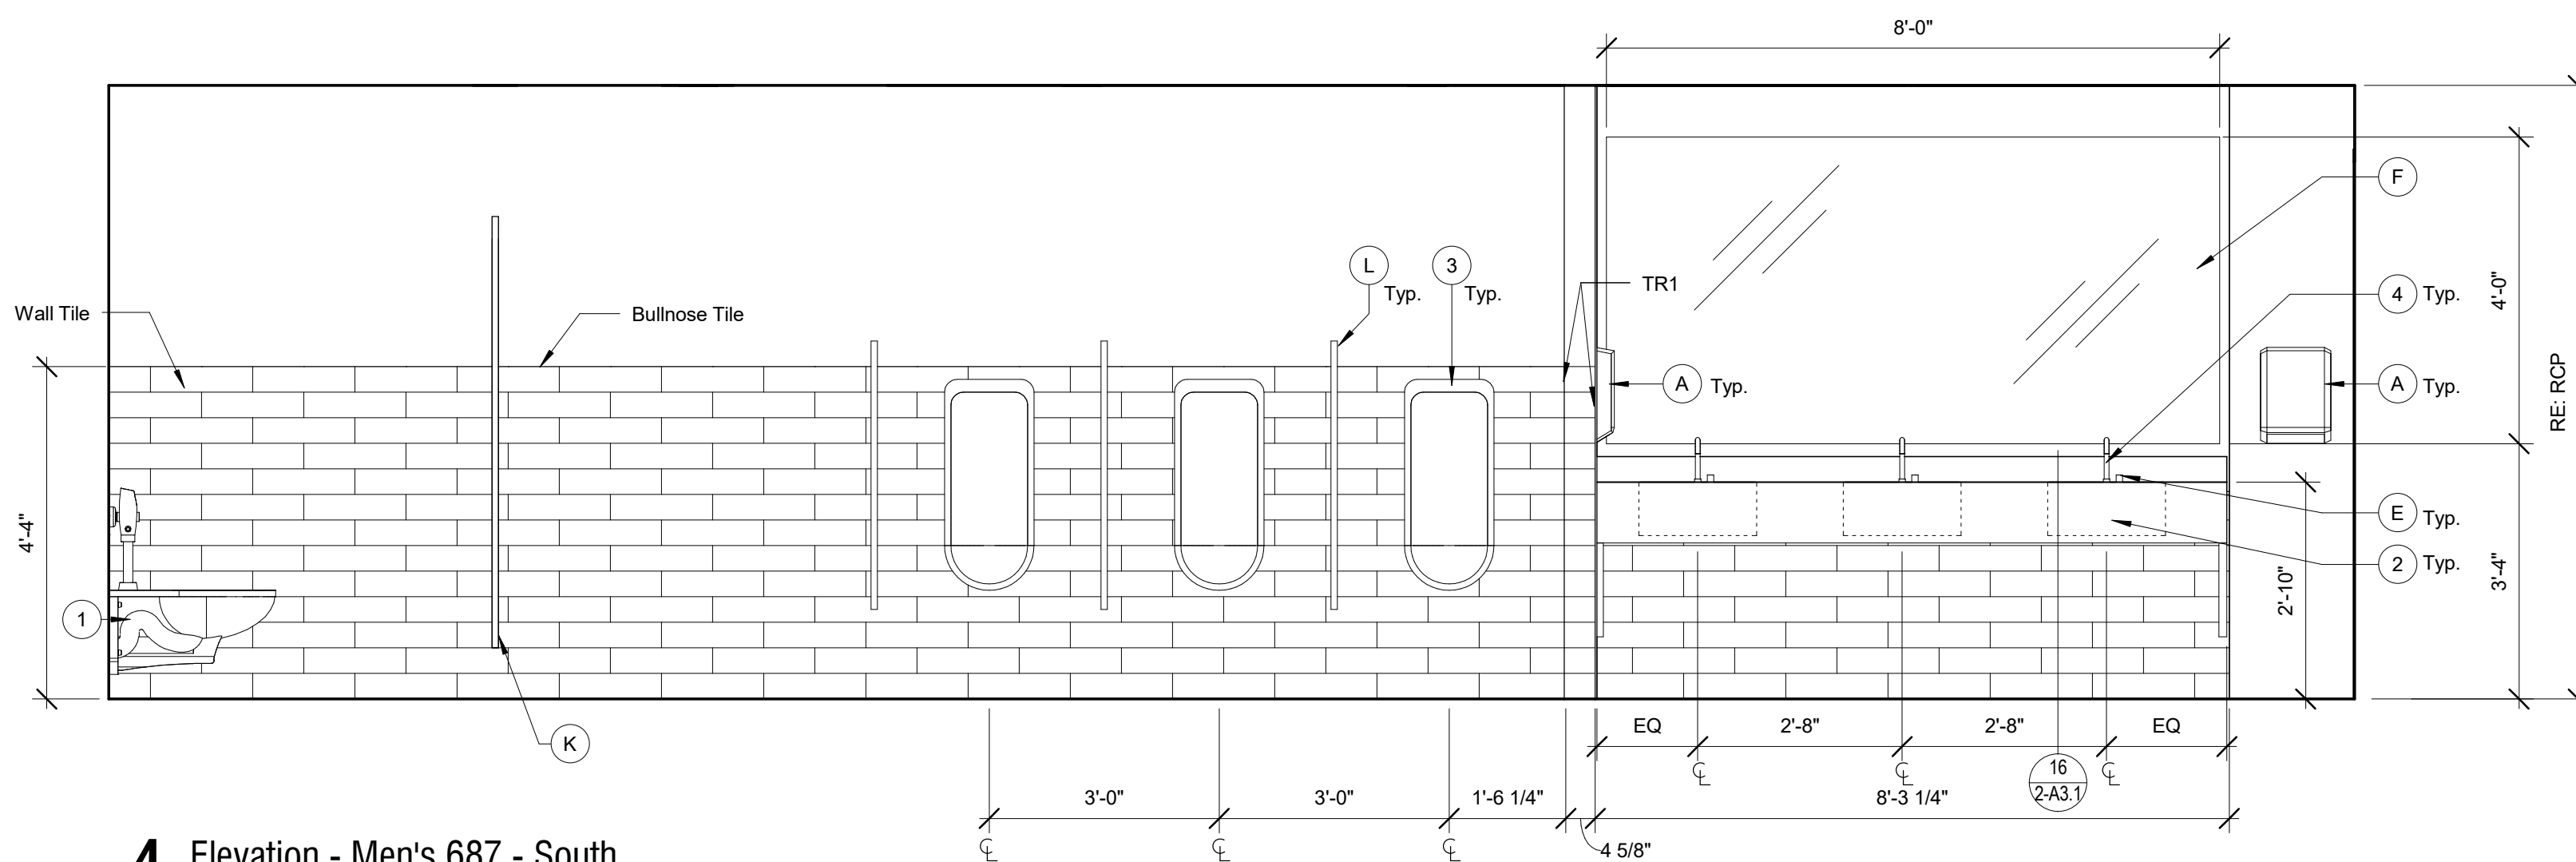 8'-0"
F
L
Typ.
3
Typ.
TR1
4
Typ.
4'-0"
Wall Tile
Bullnose Tile
A
Typ.
A
Typ.
RE: RCP
4'-4"
E
Typ.
2
Typ.
2'-10"
3'-4"
1
K
EQ
2'-8"
2'-8"
EQ
16
2-A3.1
3'-0"
3'-0"
1'-6 1/4"
8'-3 1/4"
4 5/8"
4 Elevation - Men's 687 - South